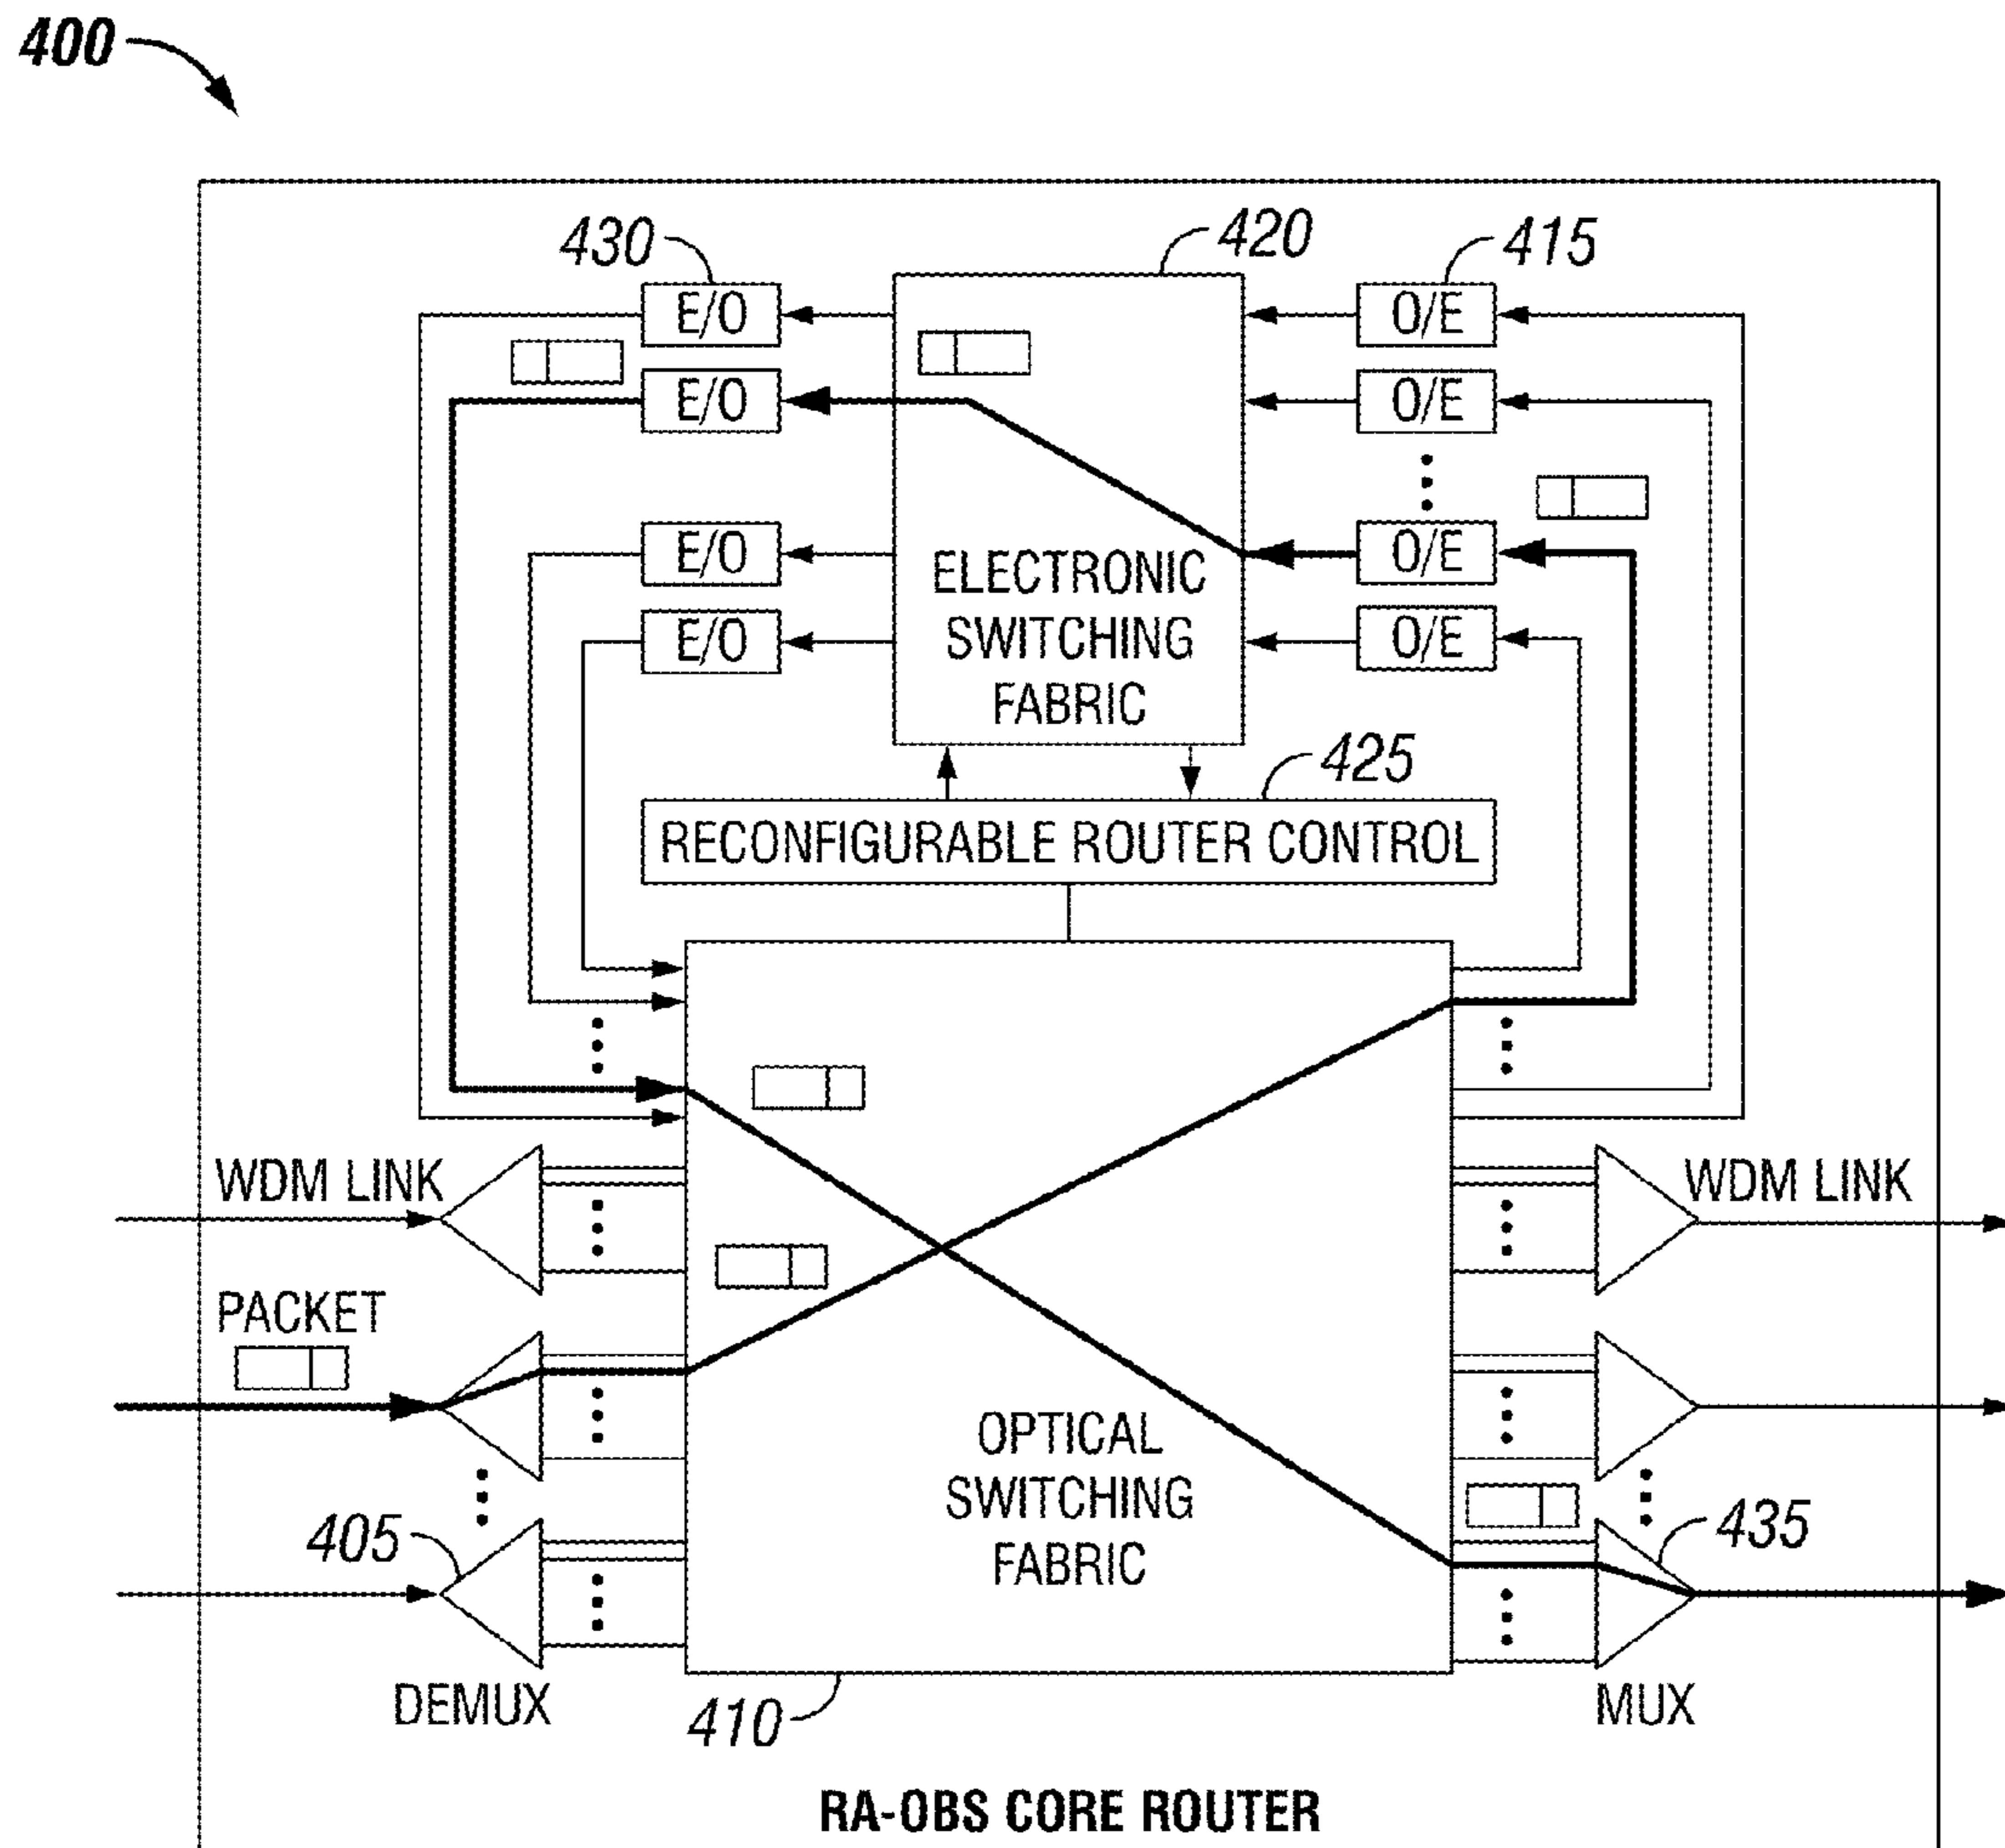 400
430
420
415
E/O
O/E
E/O
O/E
E/O
O/E
E/O
O/E
ELECTRONIC
SWITCHING
FABRIC
425
RECONFIGURABLE ROUTER CONTROL
WDM LINK
WDM LINK
PACKET
OPTICAL
SWITCHING
FABRIC
405
435
DEMUX
410
MUX
RA-OBS CORE ROUTER